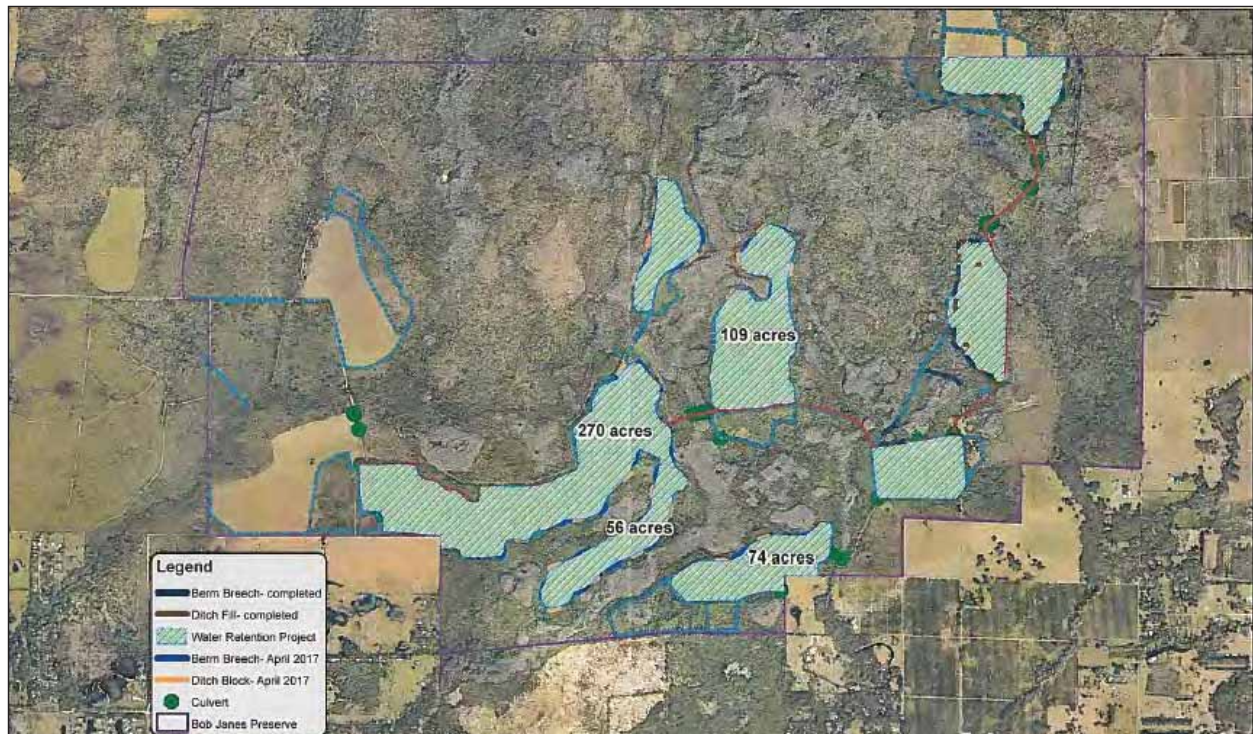 109 acres
270 acres
56 acres
74 acres
Legend
Berm Breech- completed
Ditch Fill- completed
Water Retention Project
Berm Breech- April 2017
Ditch Block- April 2017
Culvert
Bob Janes Preserve